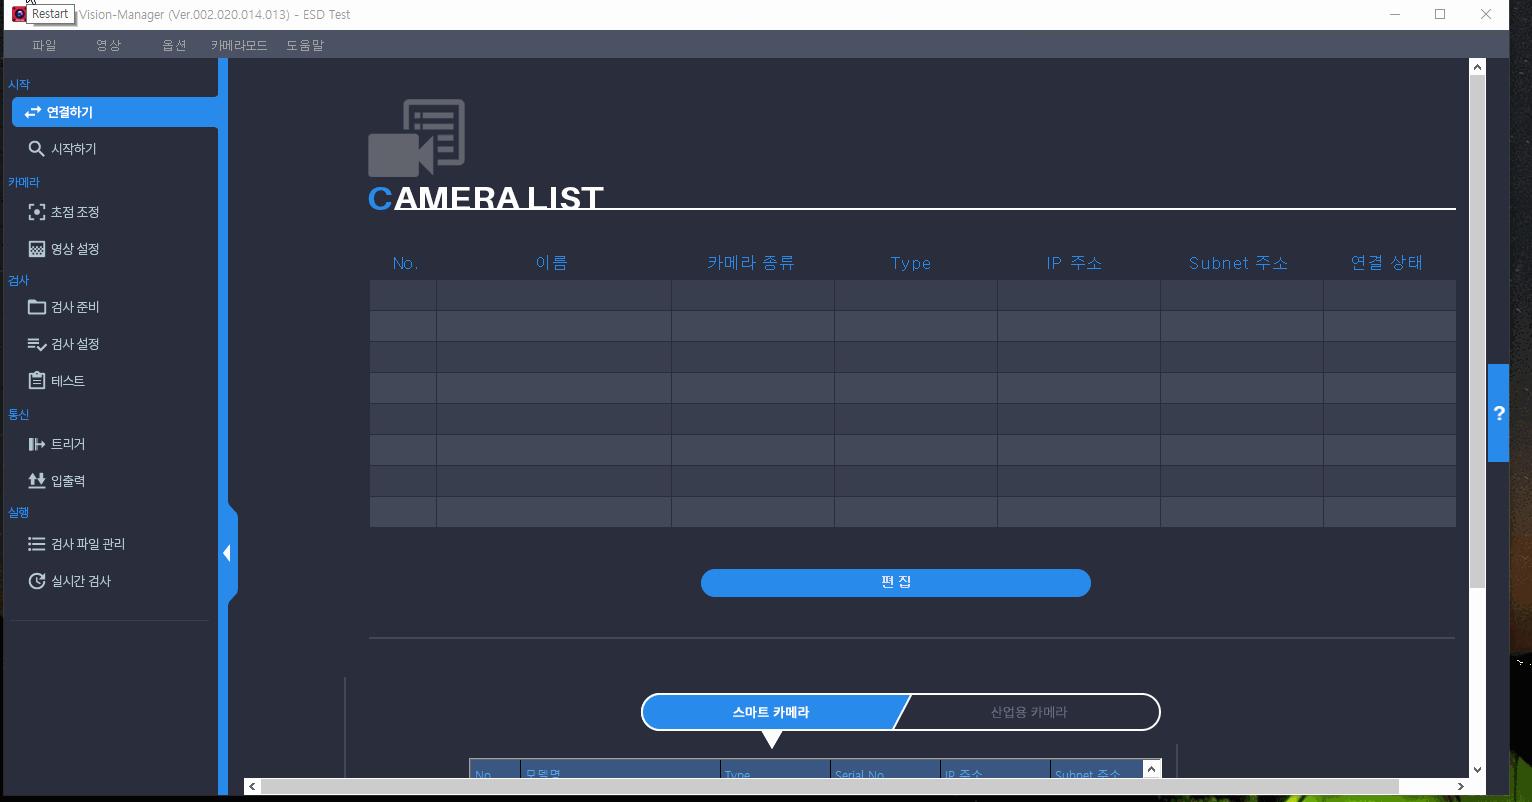 Restart
Vision-Manager (Ver.002.020.014.013) - ESD Test
파일 영상 옵션 카메라모드 도움말
시작
연결하기
시작하기
카메라
초점 조정
영상 설정
검사
검사 준비
검사 설정
테스트
통신
트리거
입출력
실행
검사 파일 관리
실시간 검사
CAMERA LIST
No. 이름 카메라 종류 Type IP 주소 Subnet 주소 연결 상태
편 집
?
스마트 카메라 산업용 카메라
No. 모델명 Type Serial No. IP 주소 Subnet 주소